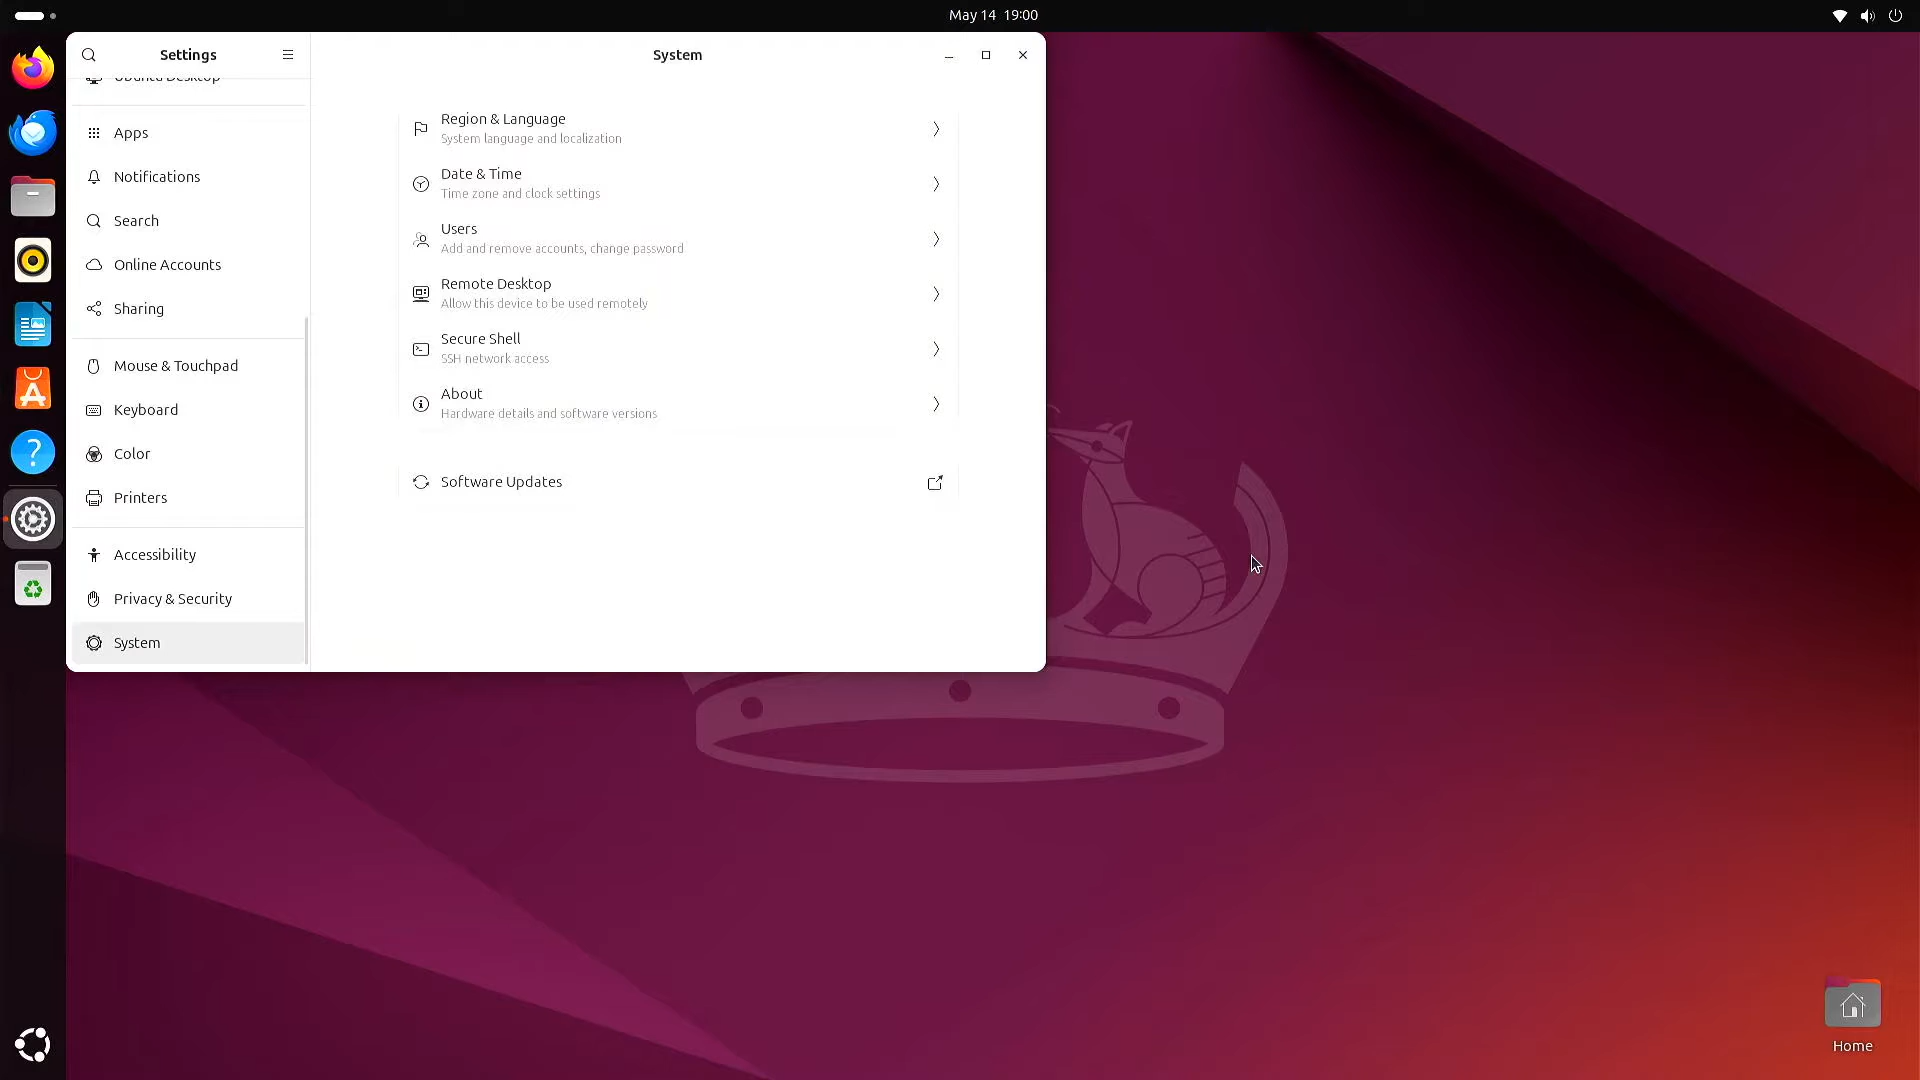 May 14 19:00
Settings
System
Ubuntu Desktop
Apps
Notifications
Search
Online Accounts
Sharing
Mouse & Touchpad
Keyboard
Color
Printers
Accessibility
Privacy & Security
System
Region & Language
System language and localization
Date & Time
Time zone and clock settings
Users
Add and remove accounts, change password
Remote Desktop
Allow this device to be used remotely
Secure Shell
SSH network access
About
Hardware details and software versions
Software Updates
Home